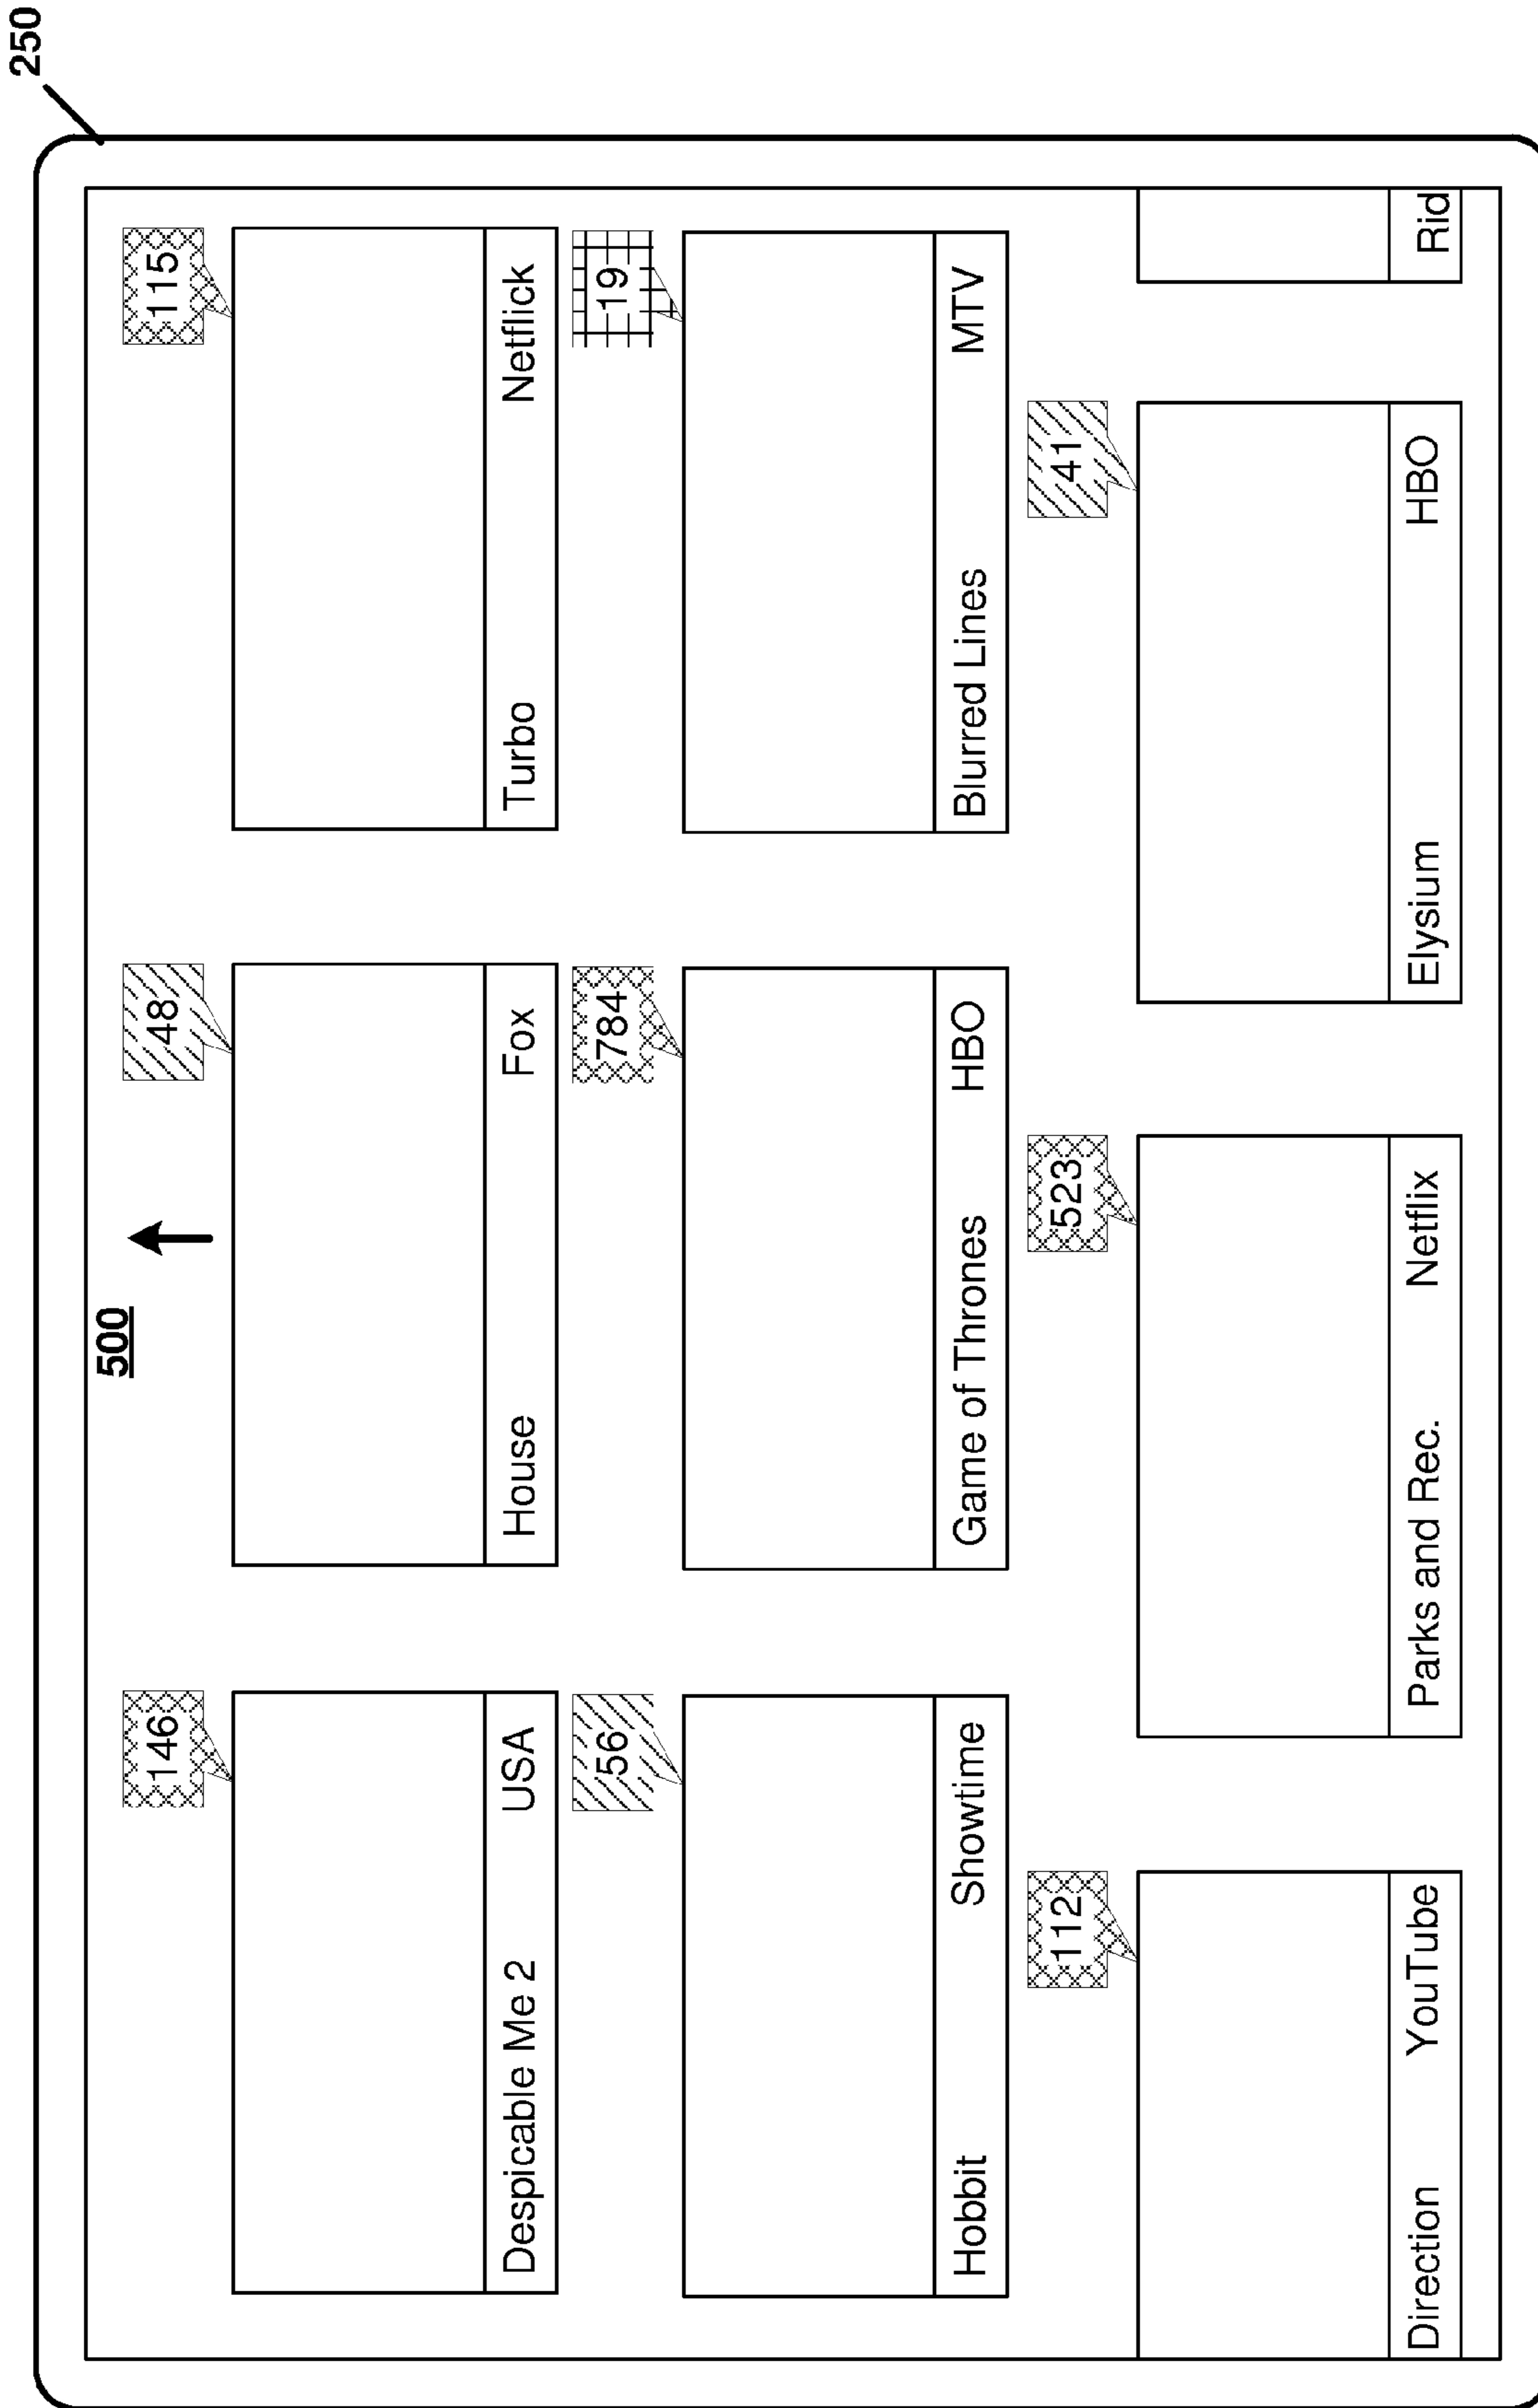 250
500
146
48
115
Despicable Me 2 USA
House Fox
Turbo Netflick
56
784
19
Hobbit Showtime
Game of Thrones HBO
Blurred Lines MTV
112
523
41
Direction YouTube
Parks and Rec. Netflix
Elysium HBO
Rid